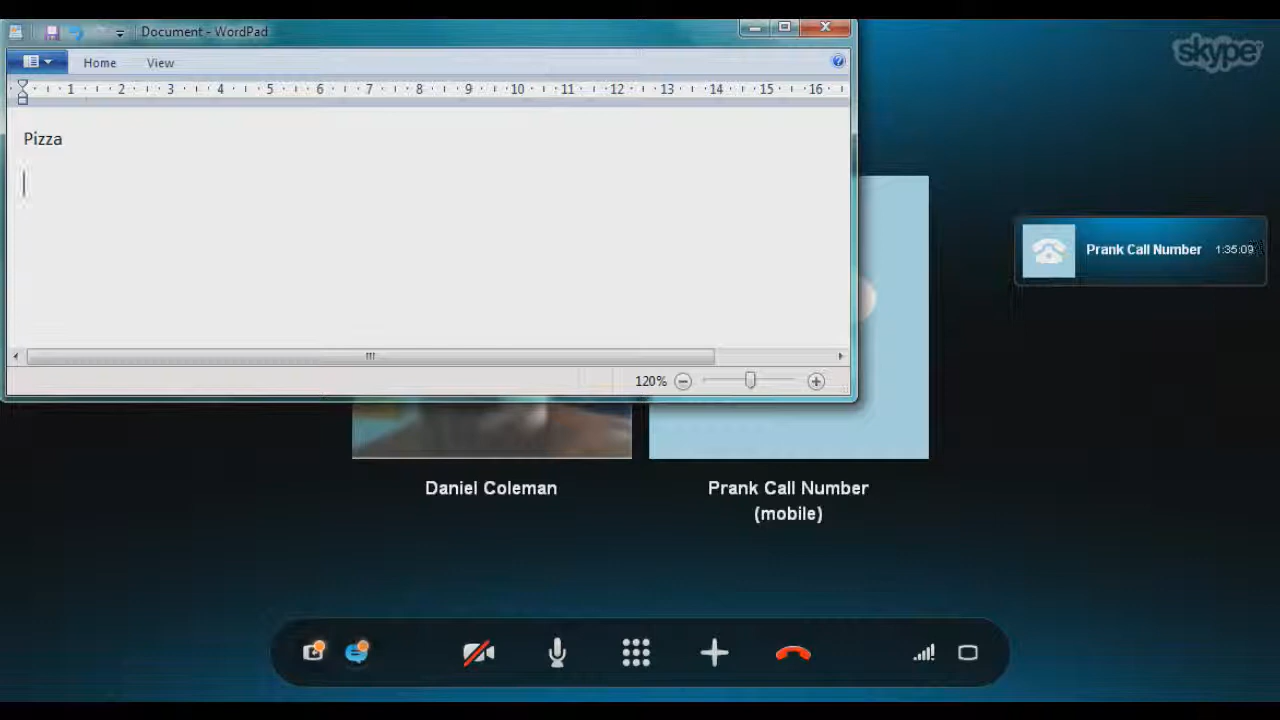 Document - WordPad
Home View
1 2 3 4 5 6 7 8 9 10 11 12 13 14 15 16
Pizza
120%
skype
Prank Call Number 1:35:09
Daniel Coleman
Prank Call Number
(mobile)